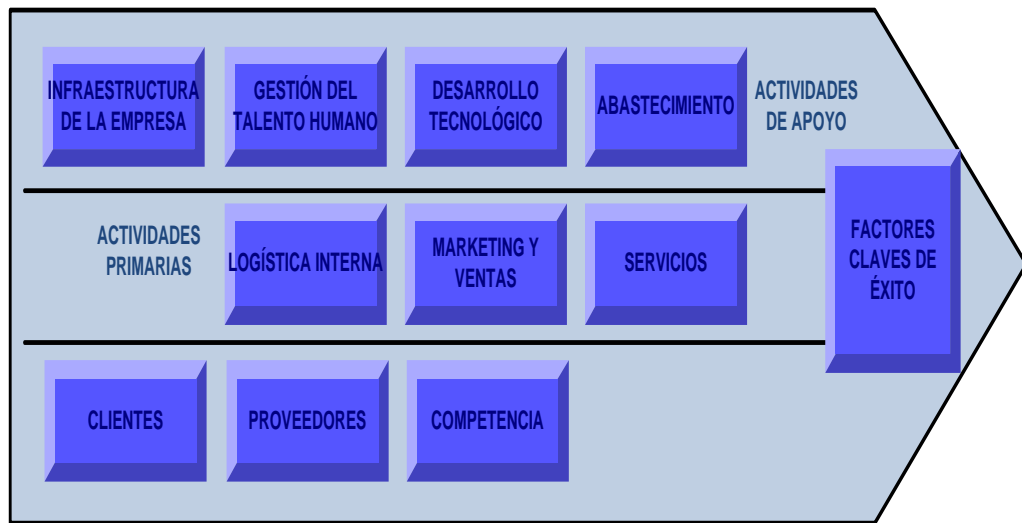 INFRAESTRUCTURA
DE LA EMPRESA
GESTIÓN DEL
TALENTO HUMANO
DESARROLLO
TECNOLÓGICO
ABASTECIMIENTO
ACTIVIDADES
DE APOYO
ACTIVIDADES
PRIMARIAS
LOGÍSTICA INTERNA
MARKETING Y
VENTAS
SERVICIOS
FACTORES
CLAVES DE
ÉXITO
CLIENTES
PROVEEDORES
COMPETENCIA